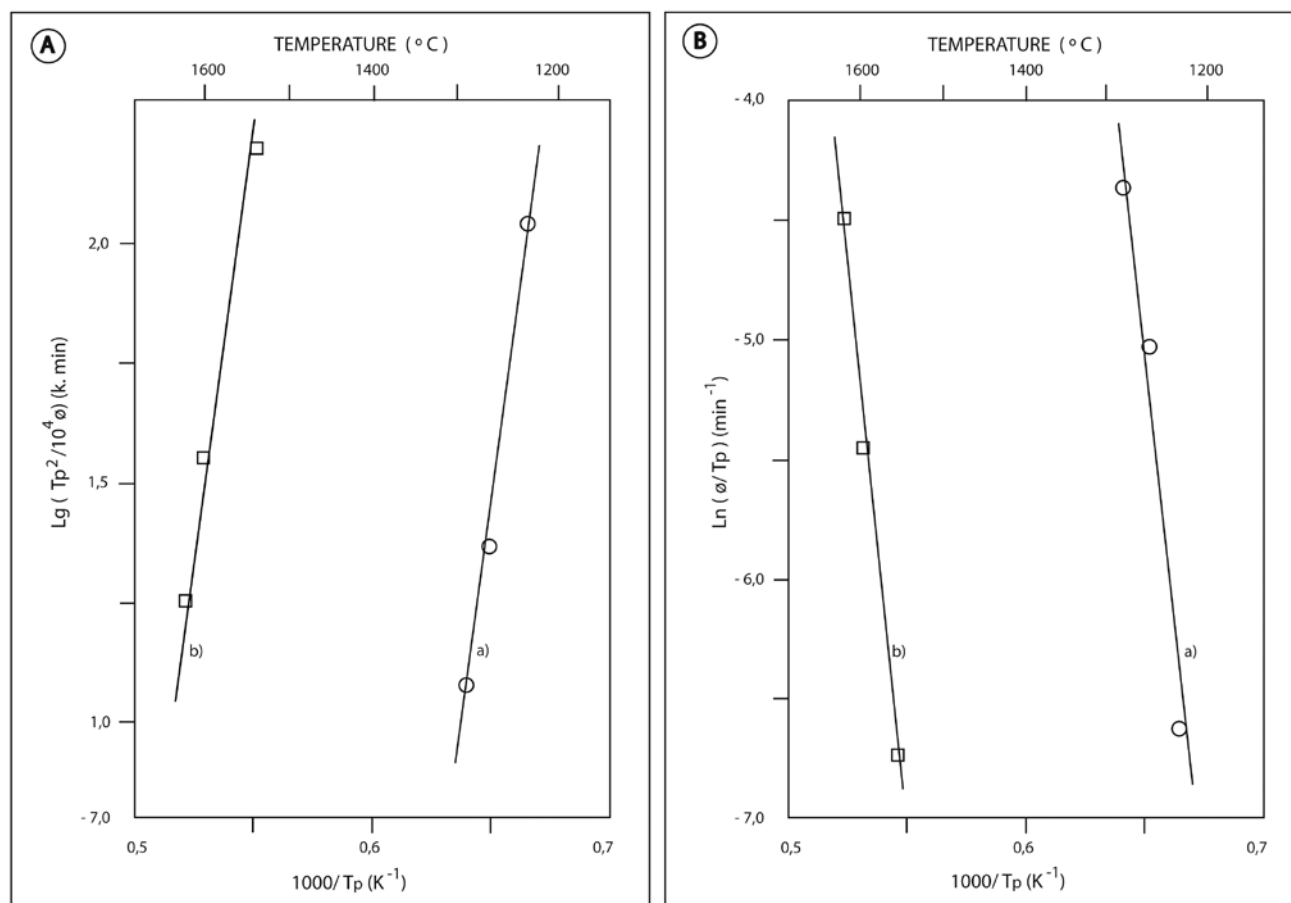 A
TEMPERATURE ( ° C )
1600 1400 1200
2,0
1,5
1,0
- 7,0
Lg ( Tp² /10⁴ ø) (k. min)
b)
a)
0,5 0,6 0,7
1000/ Tp (K⁻¹)
B
TEMPERATURE ( ° C )
1600 1400 1200
- 4,0
- 5,0
- 6,0
- 7,0
Ln ( ø/Tp ) (min⁻¹)
b)
a)
0,5 0,6 0,7
1000/ Tp (K⁻¹)